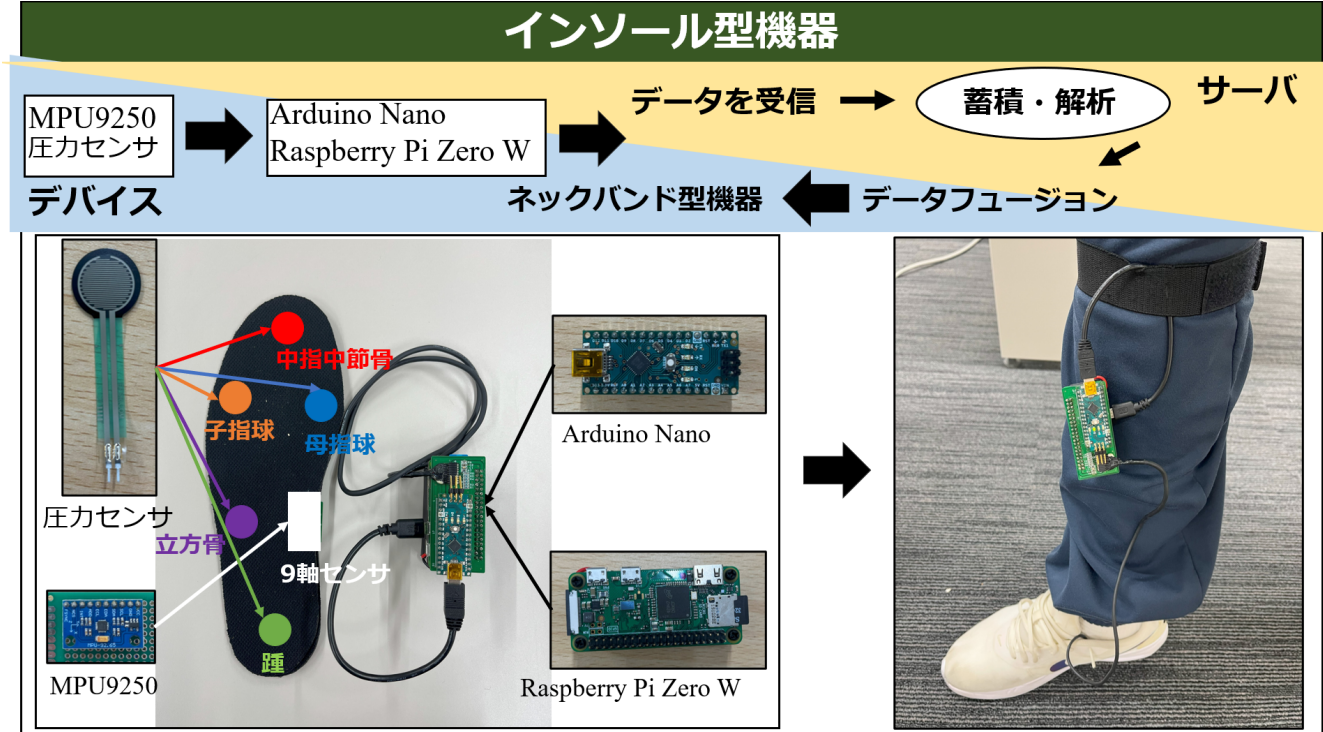 インソール型機器
MPU9250
圧力センサ
デバイス
Arduino Nano
Raspberry Pi Zero W
データを受信
蓄積・解析
サーバ
データフュージョン
ネックバンド型機器
圧力センサ
MPU9250
中指中節骨
子指球
母指球
立方骨
9軸センサ
踵
Arduino Nano
Raspberry Pi Zero W